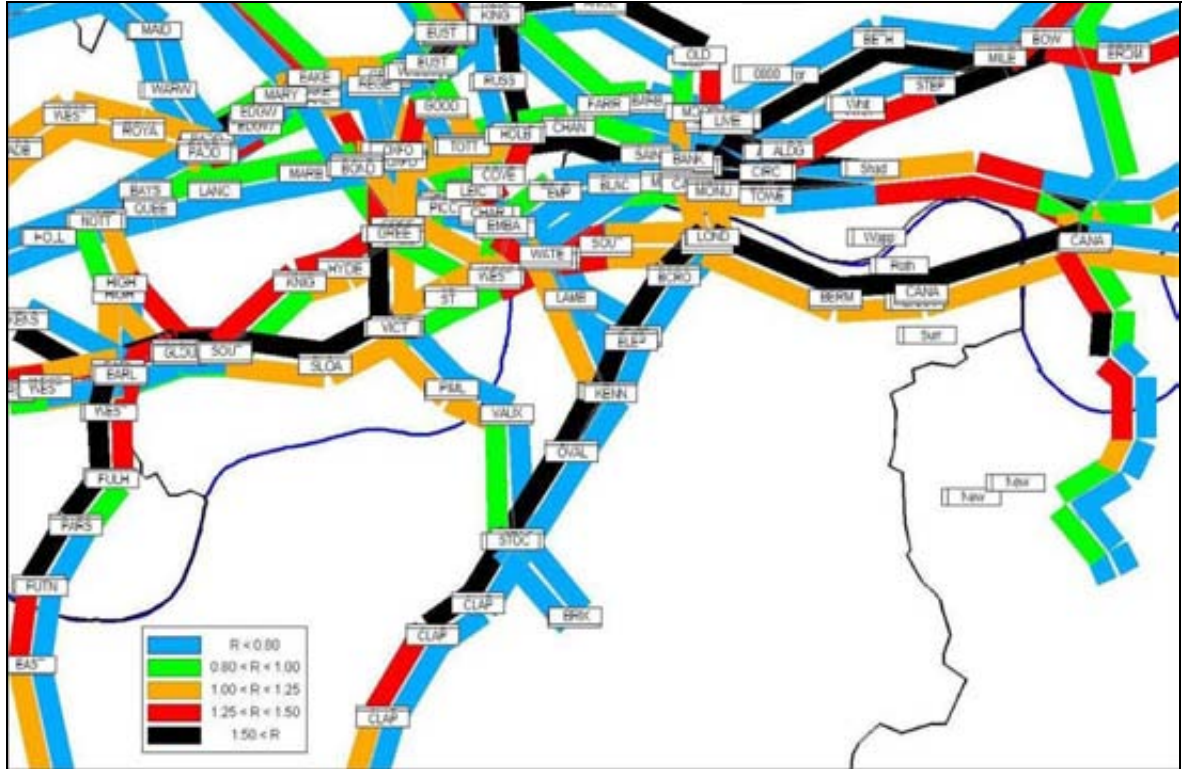 KING
MAID
EUST
OLD
BETH
BOW
MILE
BROM
EUST
WARW
BAKE
REGE
RUSS
STEP
MARY
EDGW
GOOD
FARR
BARB
Whit
WES
ROYA
LIVE
HOLB
CHAN
PADD
TOTT
SAIN
BANK
ALDG
BOND
MARB
COVE
CIRC
Shad
BAYS
LANC
LEIC
TEMP
BLAC
MONU
TOWE
QUEE
PICC
CHAR
NOTT
EMBA
GREE
LOND
Wapp
CANA
WATE
SOU
HYDE
Roth
HIGH
KNIG
WES
BORO
HIGH
ST
LAMB
BERM
CANA
VICT
Surr
GLOU
SOU
ELEP
SLOA
EARL
WES
PIML
KENN
WES
VAUX
OVAL
FULH
New
New
PARS
STOC
PUTN
CLAP
BRIX
CLAP
EAS
CLAP
R < 0.80
0.80 < R < 1.00
1.00 < R < 1.25
1.25 < R < 1.50
1.50 < R